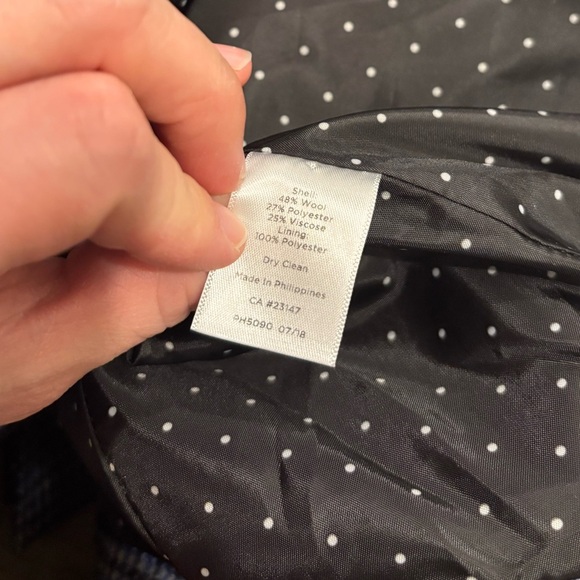 Shell:
48% Wool
27% Polyester
25% Viscose
Lining:
100% Polyester
Dry Clean
Made In Philippines
CA #23147
PH5090 07/18